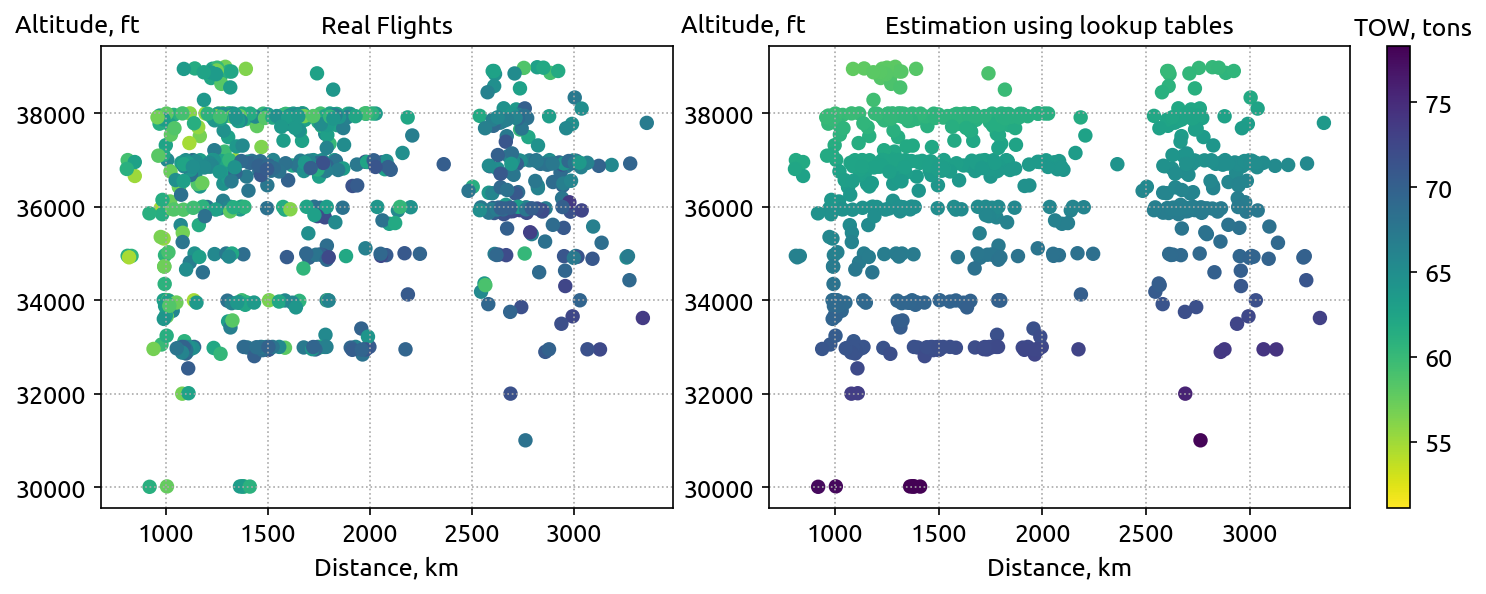 Altitude, ft
Real Flights
38000
36000
34000
32000
30000
1000 1500 2000 2500 3000
Distance, km
Altitude, ft
Estimation using lookup tables
38000
36000
34000
32000
30000
1000 1500 2000 2500 3000
Distance, km
TOW, tons
75
70
65
60
55